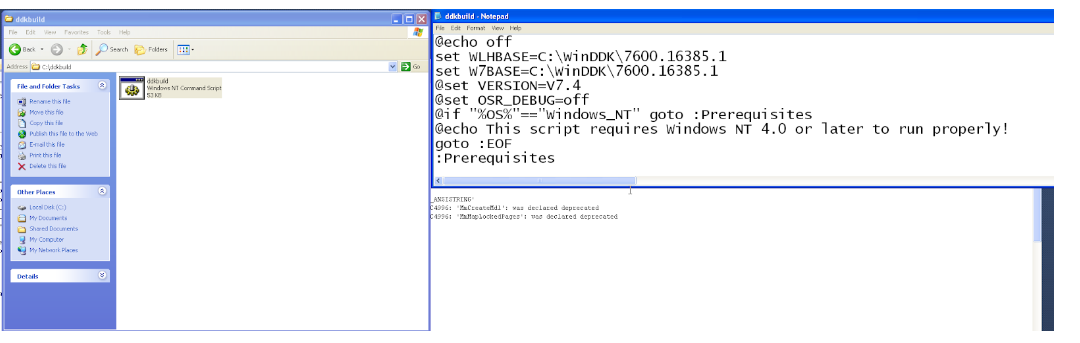 ddkbuild
File Edit View Favorites Tools Help
Back Search Folders
Address C:\ddkbuild Go
File and Folder Tasks
Rename this file
Move this file
Copy this file
Publish this file to the Web
E-mail this file
Print this file
Delete this file
Other Places
Local Disk (C:)
My Documents
Shared Documents
My Computer
My Network Places
Details
ddkbuild
Windows NT Command Script
53 KB
ddkbuild - Notepad
File Edit Format View Help
@echo off
set WLHBASE=C:\WinDDK\7600.16385.1
set W7BASE=C:\WinDDK\7600.16385.1
@set VERSION=V7.4
@set OSR_DEBUG=off
@if "%OS%"=="Windows_NT" goto :Prerequisites
@echo This script requires Windows NT 4.0 or later to run properly!
goto :EOF
:Prerequisites
_ANSISTRING'
C4996: 'MmCreateMdl': was declared deprecated
C4996: 'MmMapLockedPages': was declared deprecated